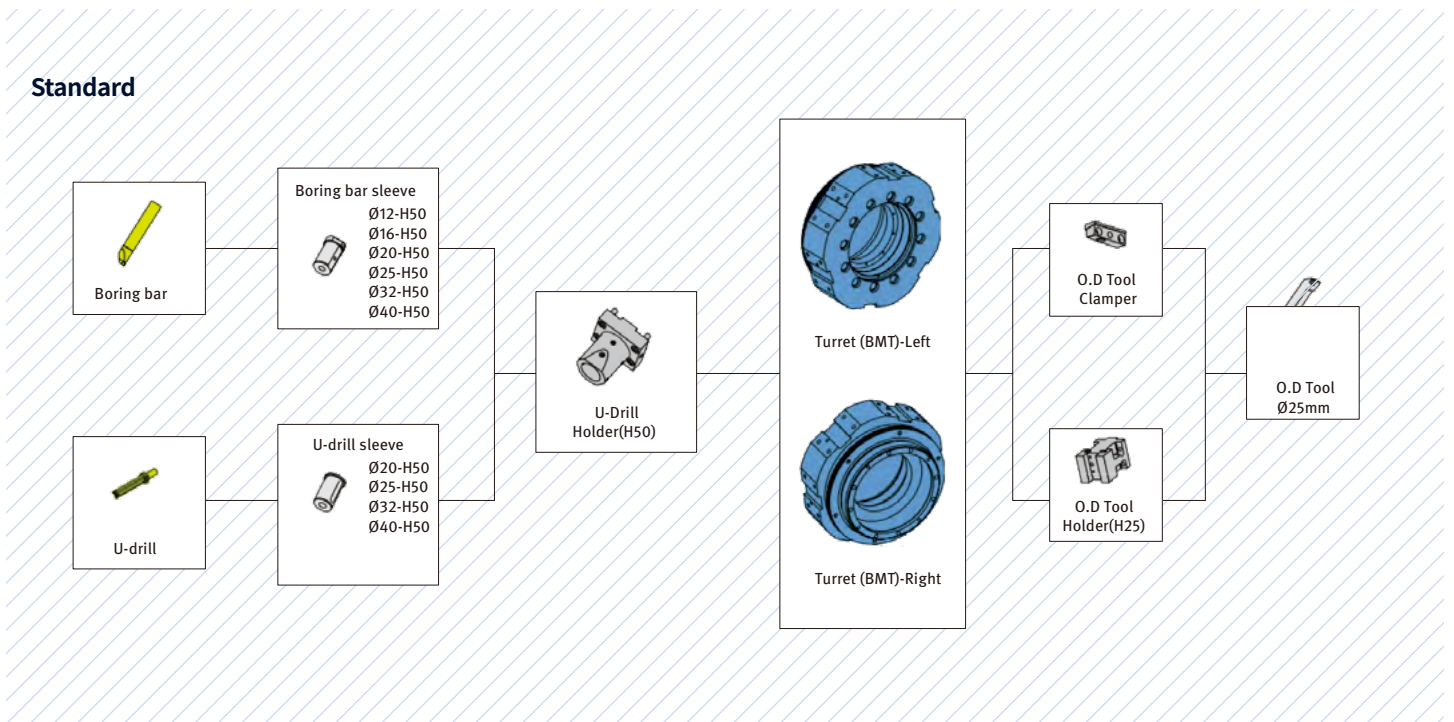 Standard
Boring bar
Boring bar sleeve
Ø12-H50
Ø16-H50
Ø20-H50
Ø25-H50
Ø32-H50
Ø40-H50
U-drill
U-drill sleeve
Ø20-H50
Ø25-H50
Ø32-H50
Ø40-H50
U-Drill
Holder(H50)
Turret (BMT)-Left
Turret (BMT)-Right
O.D Tool
Clamper
O.D Tool
Holder(H25)
O.D Tool
Ø25mm